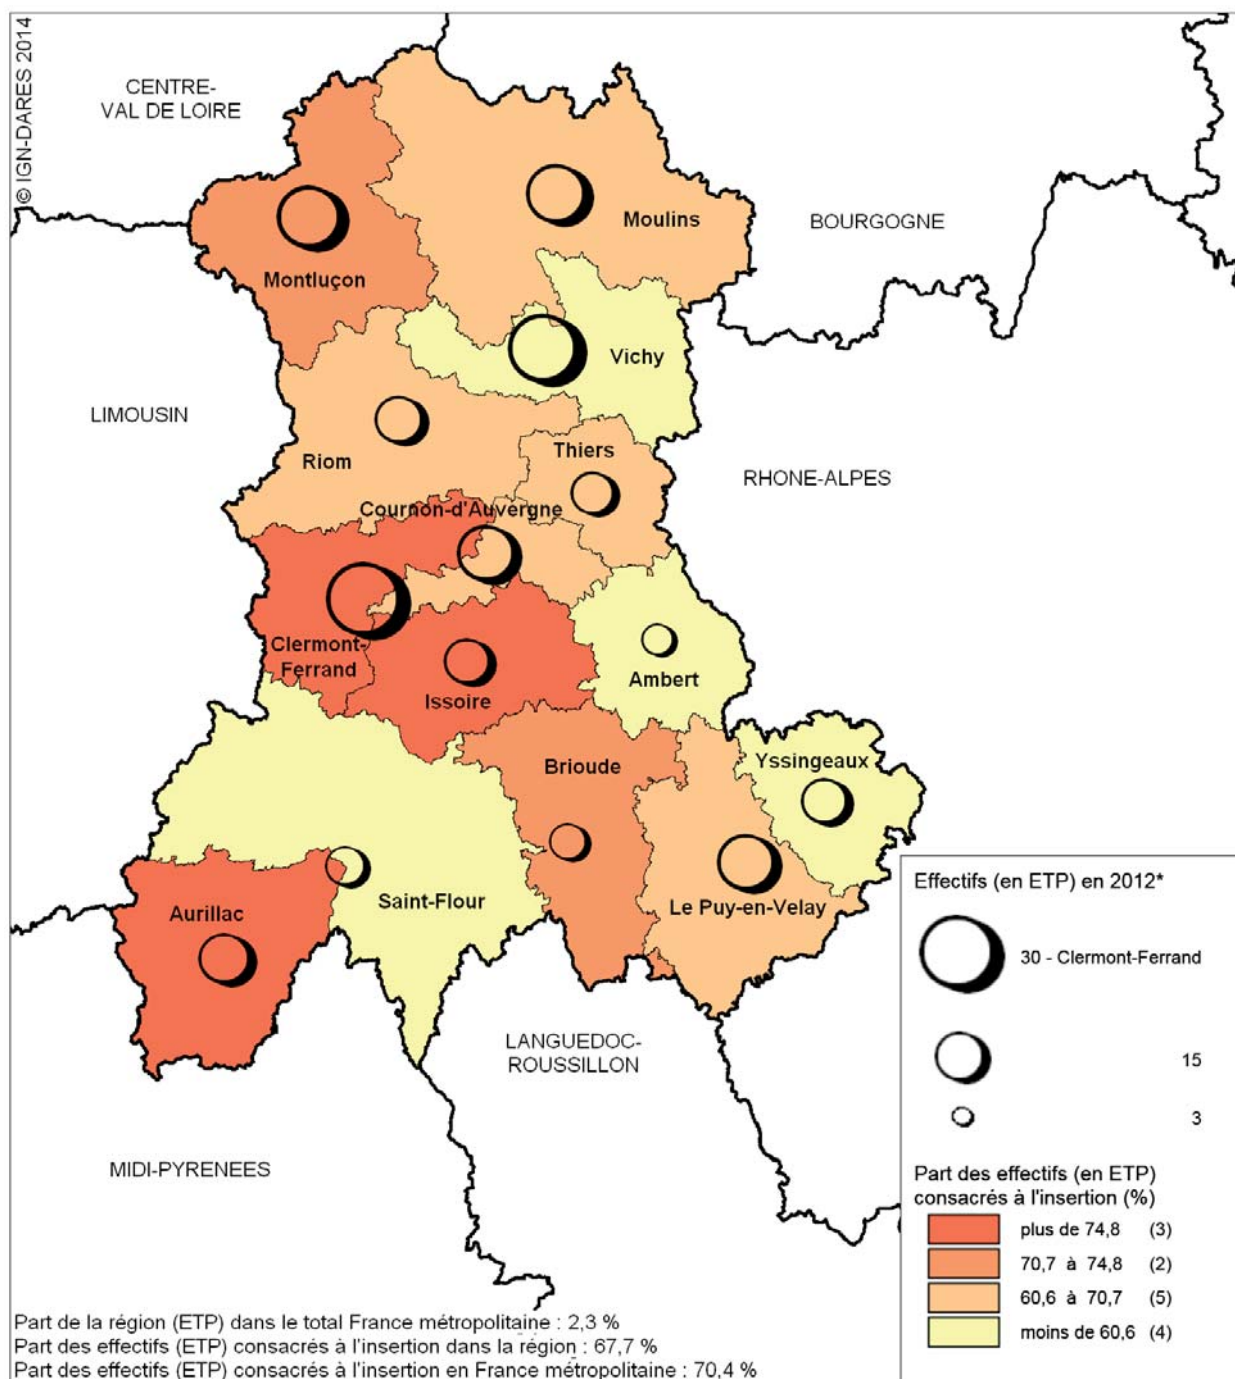 © IGN-DARES 2014
CENTRE-
VAL DE LOIRE
BOURGOGNE
Moulins
Montluçon
Vichy
LIMOUSIN
Riom
Thiers
RHONE-ALPES
Cournon-d'Auvergne
Clermont-
Ferrand
Issoire
Ambert
Brioude
Yssingeaux
Aurillac
Saint-Flour
Le Puy-en-Velay
LANGUEDOC-
ROUSSILLON
MIDI-PYRENEES
Effectifs (en ETP) en 2012*
30 - Clermont-Ferrand
15
3
Part des effectifs (en ETP)
consacrés à l'insertion (%)
plus de 74,8 (3)
70,7 à 74,8 (2)
60,6 à 70,7 (5)
moins de 60,6 (4)
Part de la région (ETP) dans le total France métropolitaine : 2,3 %
Part des effectifs (ETP) consacrés à l'insertion dans la région : 67,7 %
Part des effectifs (ETP) consacrés à l'insertion en France métropolitaine : 70,4 %